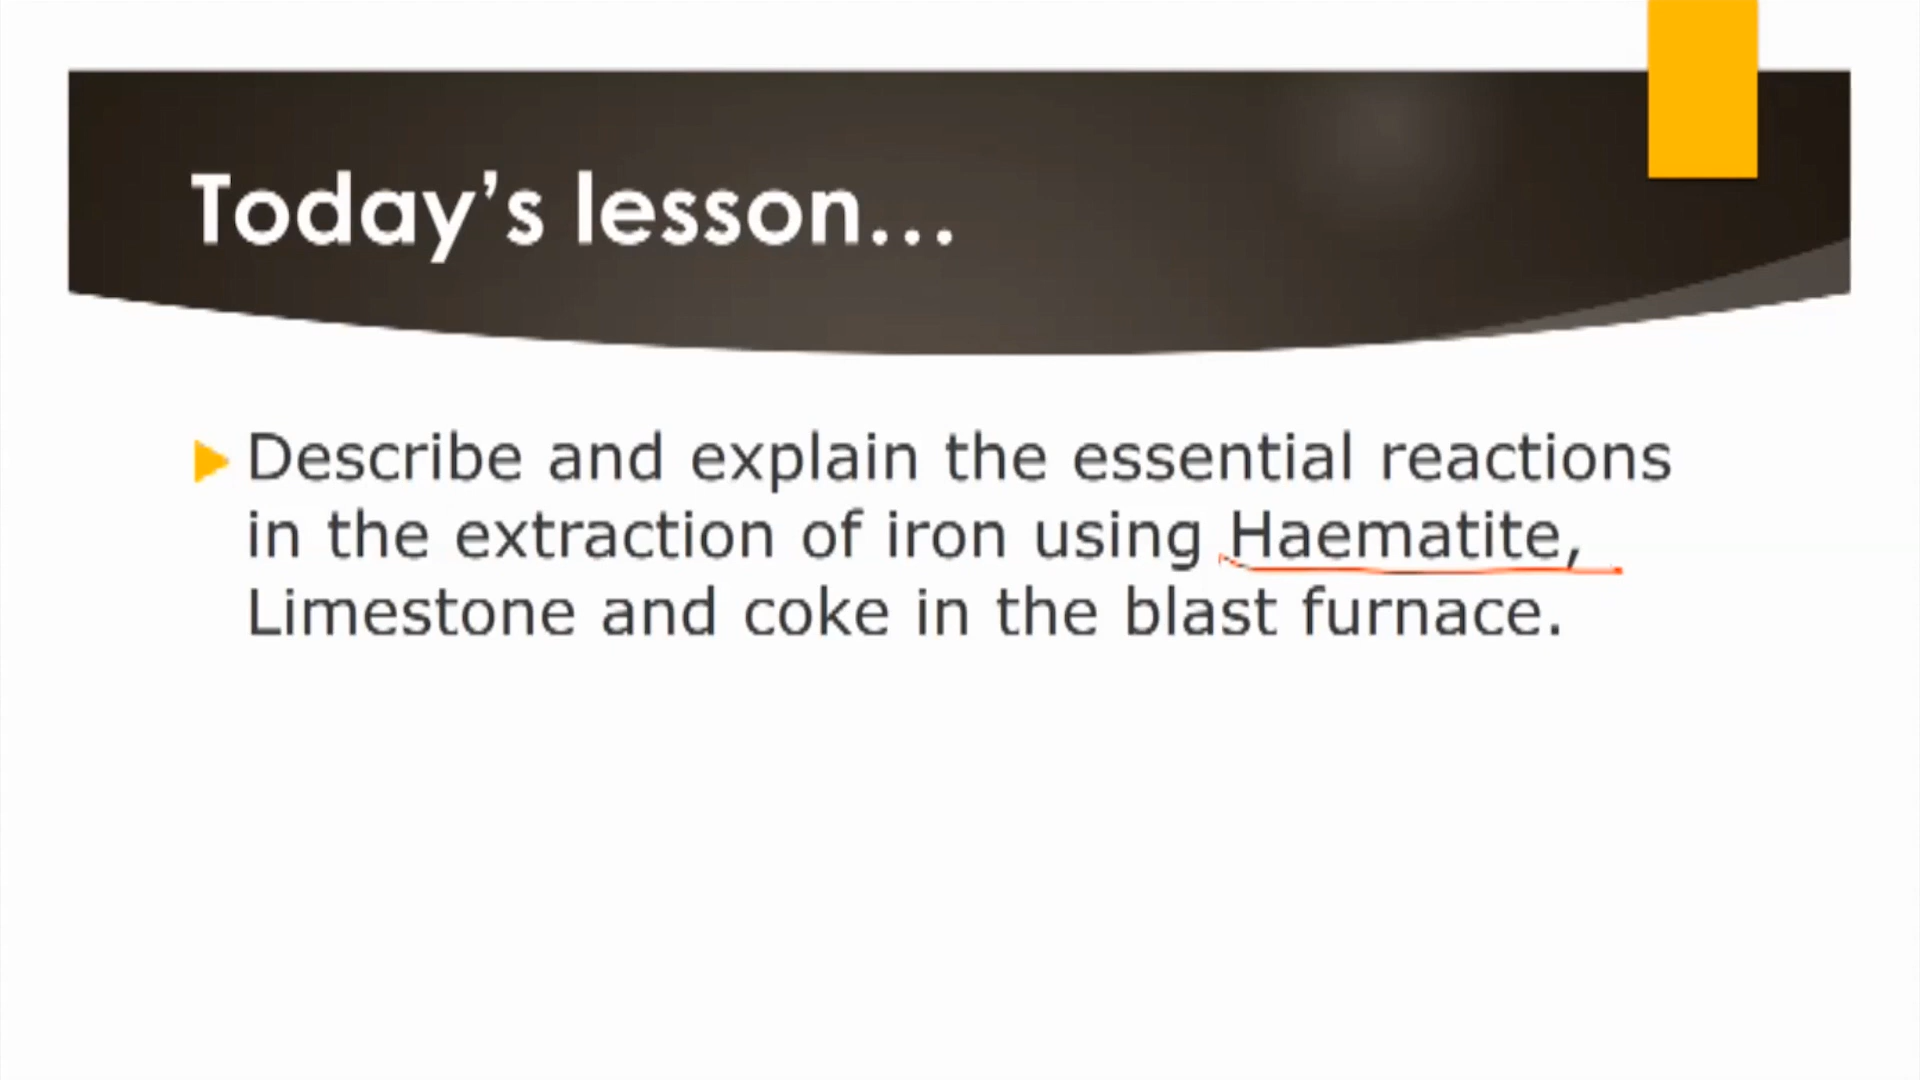 Today’s lesson...
Describe and explain the essential reactions
in the extraction of iron using Haematite,
Limestone and coke in the blast furnace.